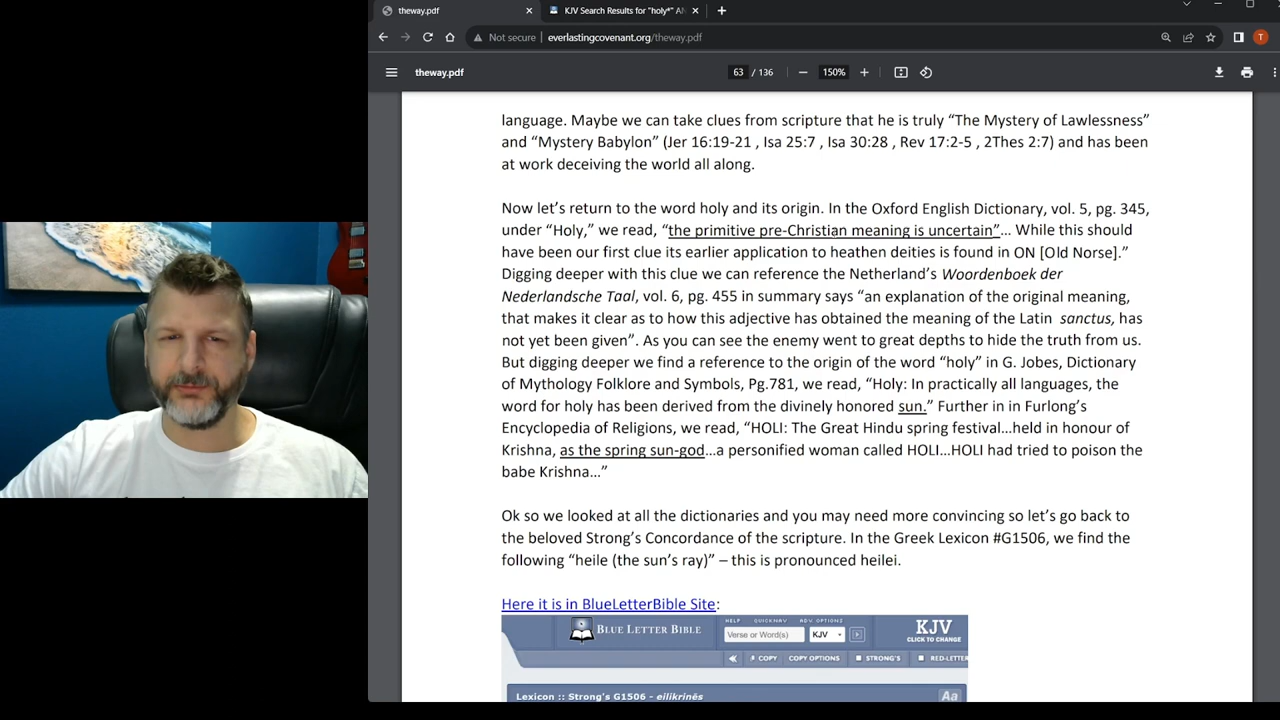 theway.pdf
KJV Search Results for "holy*" AN
Not secure
everlastingcovenant.org/theway.pdf
T
theway.pdf
63 / 136
150%
language. Maybe we can take clues from scripture that he is truly “The Mystery of Lawlessness”
and “Mystery Babylon” (Jer 16:19-21 , Isa 25:7 , Isa 30:28 , Rev 17:2-5 , 2Thes 2:7) and has been
at work deceiving the world all along.
Now let’s return to the word holy and its origin. In the Oxford English Dictionary, vol. 5, pg. 345,
under “Holy,” we read, “the primitive pre-Christian meaning is uncertain”… While this should
have been our first clue its earlier application to heathen deities is found in ON [Old Norse].”
Digging deeper with this clue we can reference the Netherland’s Woordenboek der
Nederlandsche Taal, vol. 6, pg. 455 in summary says “an explanation of the original meaning,
that makes it clear as to how this adjective has obtained the meaning of the Latin sanctus, has
not yet been given”. As you can see the enemy went to great depths to hide the truth from us.
But digging deeper we find a reference to the origin of the word “holy” in G. Jobes, Dictionary
of Mythology Folklore and Symbols, Pg.781, we read, “Holy: In practically all languages, the
word for holy has been derived from the divinely honored sun.” Further in in Furlong’s
Encyclopedia of Religions, we read, “HOLI: The Great Hindu spring festival…held in honour of
Krishna, as the spring sun-god…a personified woman called HOLI…HOLI had tried to poison the
babe Krishna…”
Ok so we looked at all the dictionaries and you may need more convincing so let’s go back to
the beloved Strong’s Concordance of the scripture. In the Greek Lexicon #G1506, we find the
following “heile (the sun’s ray)” – this is pronounced heilei.
Here it is in BlueLetterBible Site:
HELP QUICKNAV ADV. OPTIONS
BLUE LETTER BIBLE
Verse or Word(s)
KJV
KJV
CLICK TO CHANGE
COPY
COPY OPTIONS
STRONG'S
RED-LETTER
Lexicon :: Strong's G1506 - eilikrinēs
Aa